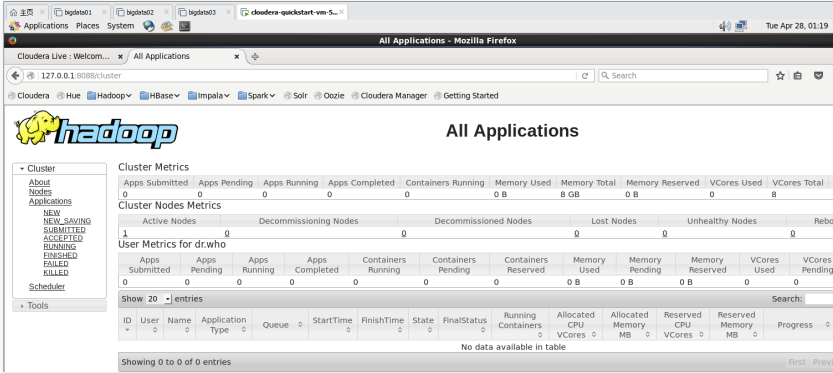 主页 bigdata01 bigdata02 bigdata03 cloudera-quickstart-vm-5...
Applications Places System Tue Apr 28, 01:19
All Applications - Mozilla Firefox
Cloudera Live : Welcom... All Applications
127.0.0.1:8088/cluster Search
Cloudera Hue Hadoop HBase Impala Spark Solr Oozie Cloudera Manager Getting Started
hadoop
All Applications
Cluster
About
Nodes
Applications
NEW
NEW_SAVING
SUBMITTED
ACCEPTED
RUNNING
FINISHED
FAILED
KILLED
Scheduler
Tools
Cluster Metrics
Apps Submitted Apps Pending Apps Running Apps Completed Containers Running Memory Used Memory Total Memory Reserved VCores Used VCores Total
0 0 0 0 0 0 B 8 GB 0 B 0 8
Cluster Nodes Metrics
Active Nodes Decommissioning Nodes Decommissioned Nodes Lost Nodes Unhealthy Nodes Rebo
1 0 0 0 0 0
User Metrics for dr.who
Apps Submitted Apps Pending Apps Running Apps Completed Containers Running Containers Pending Containers Reserved Memory Used Memory Pending Memory Reserved VCores Used VCores Pending
0 0 0 0 0 0 0 0 B 0 B 0 B 0 0
Show 20 entries Search:
ID User Name Application Type Queue StartTime FinishTime State FinalStatus Running Containers Allocated CPU VCores Allocated Memory MB Reserved CPU VCores Reserved Memory MB Progress
No data available in table
Showing 0 to 0 of 0 entries First Previ